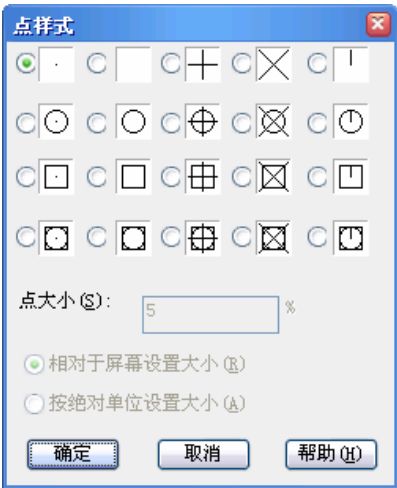 点样式
点大小(S): 5 %
相对于屏幕设置大小(R)
按绝对单位设置大小(A)
确定 取消 帮助(H)